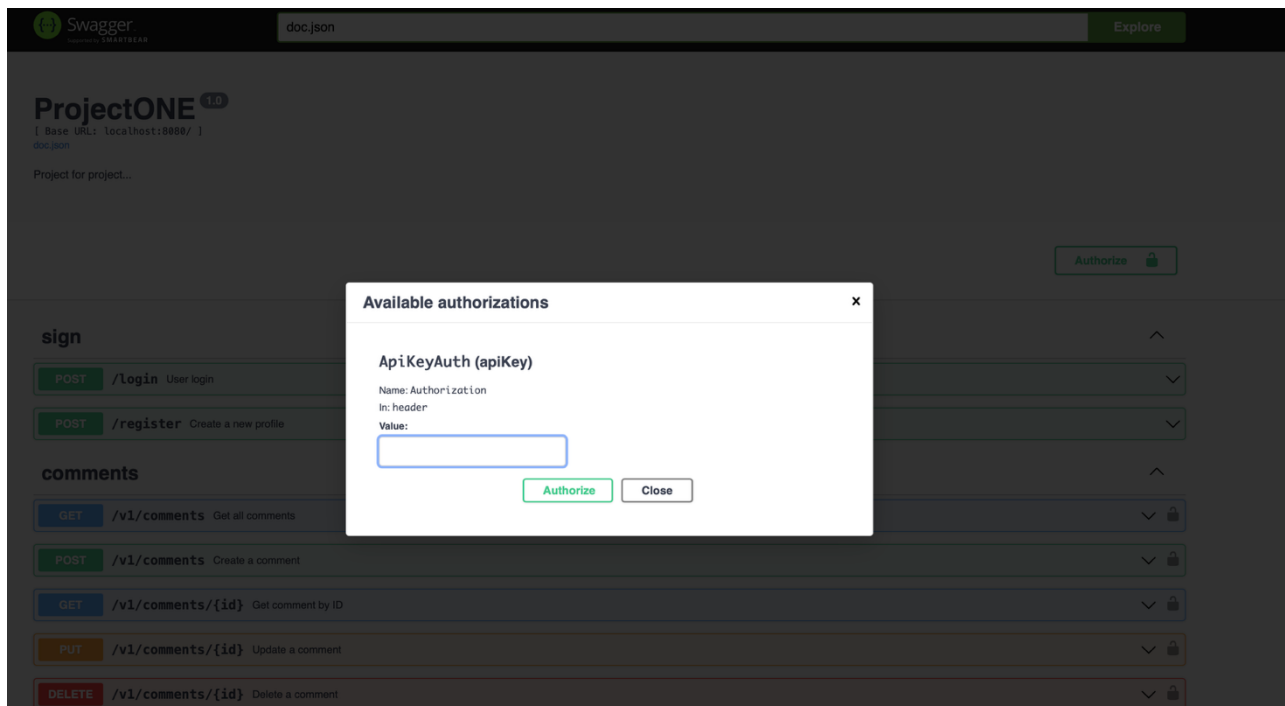 Swagger.
Supported by SMARTBEAR
doc.json
Explore
ProjectONE 1.0
[ Base URL: localhost:8080/ ]
doc.json
Project for project...
Authorize
Available authorizations
x
ApiKeyAuth (apiKey)
Name: Authorization
In: header
Value:
Authorize
Close
sign
POST /login User login
POST /register Create a new profile
comments
GET /v1/comments Get all comments
POST /v1/comments Create a comment
GET /v1/comments/{id} Get comment by ID
PUT /v1/comments/{id} Update a comment
DELETE /v1/comments/{id} Delete a comment